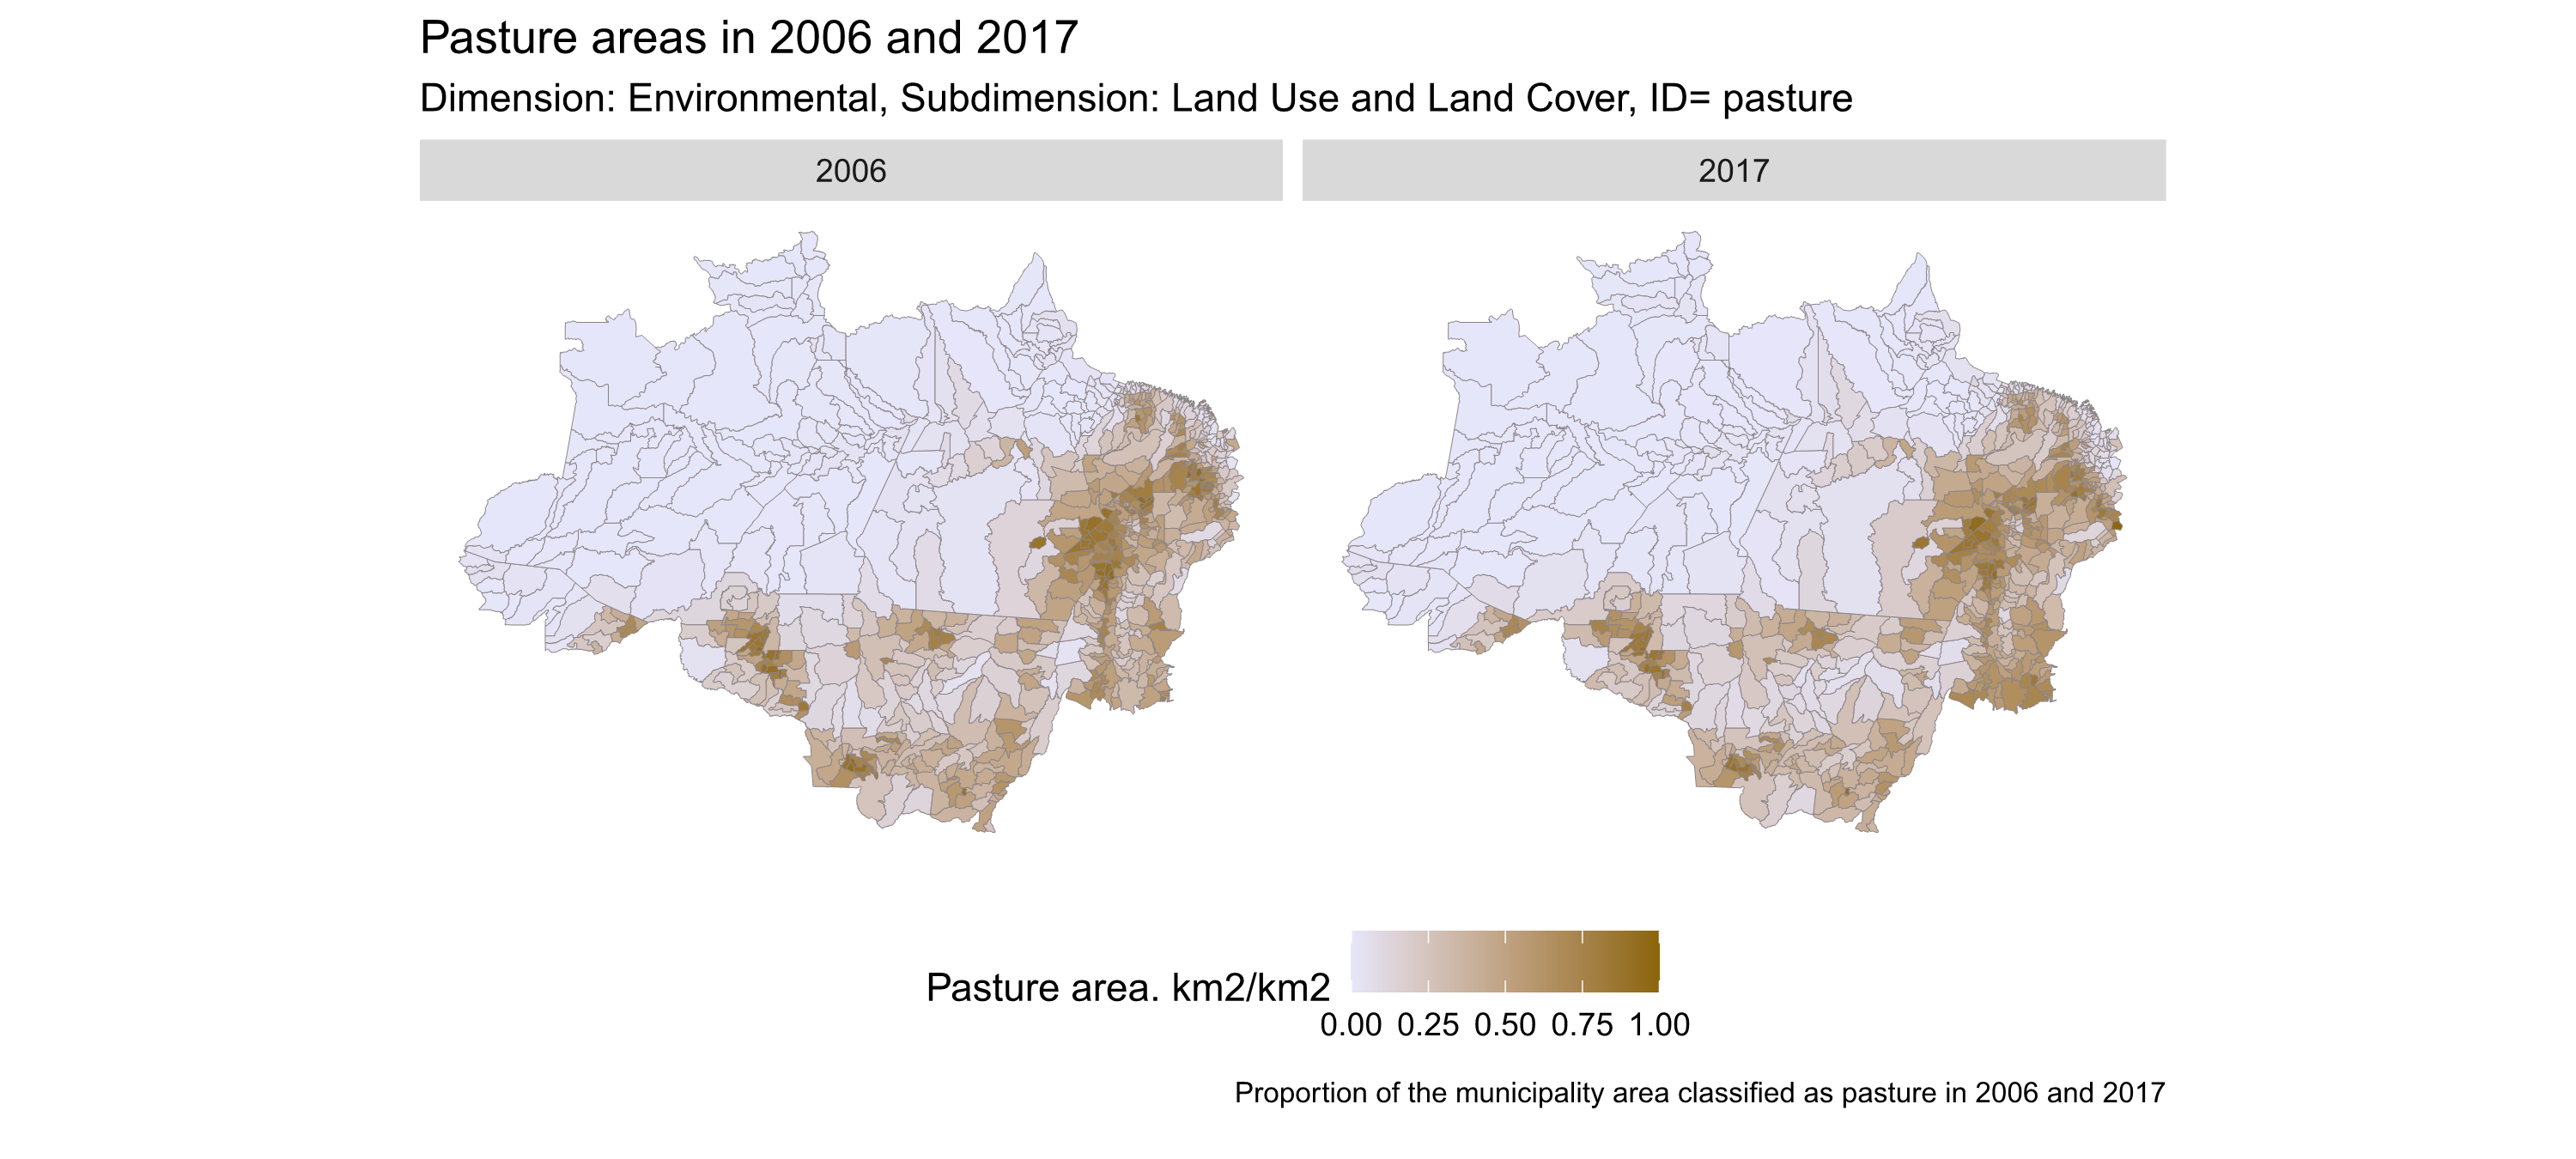 Pasture areas in 2006 and 2017
Dimension: Environmental, Subdimension: Land Use and Land Cover, ID= pasture
2006 2017
Pasture area. km2/km2
0.00 0.25 0.50 0.75 1.00
Proportion of the municipality area classified as pasture in 2006 and 2017